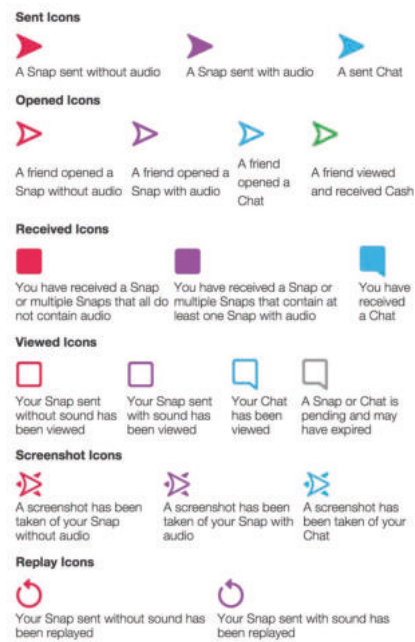 Sent Icons
A Snap sent without audio
A Snap sent with audio
A sent Chat
Opened Icons
A friend opened a
Snap without audio
A friend opened a
Snap with audio
A friend
opened a
Chat
A friend viewed
and received Cash
Received Icons
You have received a Snap
or multiple Snaps that all do
not contain audio
You have received a Snap or
multiple Snaps that contain at
least one Snap with audio
You have
received
a Chat
Viewed Icons
Your Snap sent
without sound has
been viewed
Your Snap sent
with sound has
been viewed
Your Chat
has been
viewed
A Snap or Chat is
pending and may
have expired
Screenshot Icons
A screenshot has been
taken of your Snap
without audio
A screenshot has been
taken of your Snap with
audio
A screenshot has
been taken of your
Chat
Replay Icons
Your Snap sent without sound has
been replayed
Your Snap sent with sound has
been replayed